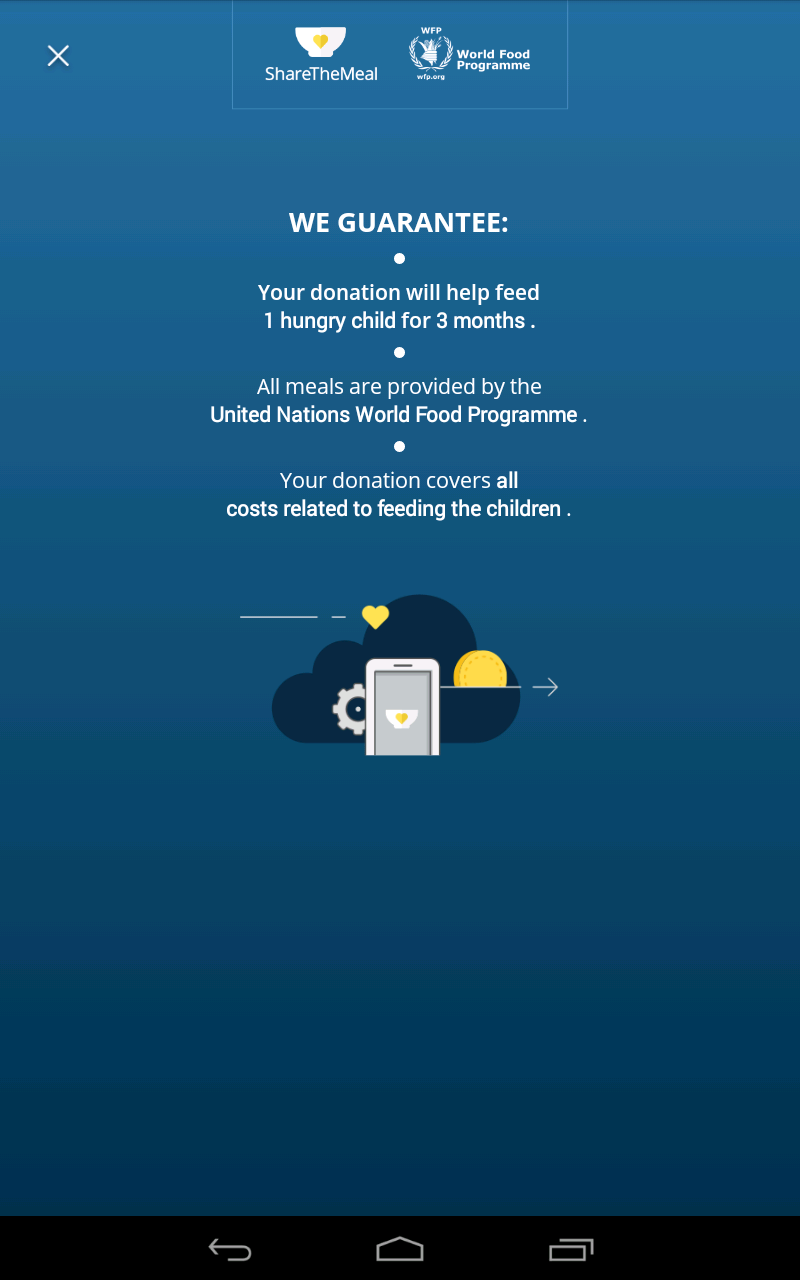 WFP
ShareTheMeal
World Food
Programme
wfp.org
WE GUARANTEE:
Your donation will help feed
1 hungry child for 3 months .
All meals are provided by the
United Nations World Food Programme .
Your donation covers all
costs related to feeding the children .